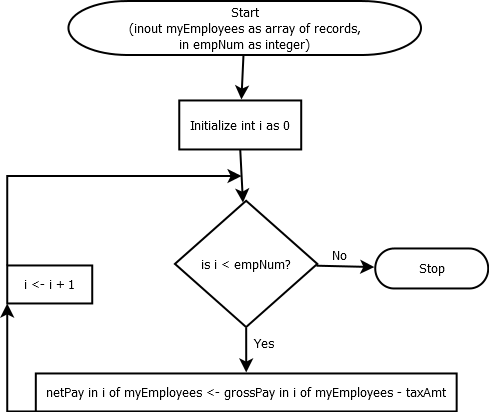 Start
(inout myEmployees as array of records,
in empNum as integer)
Initialize int i as 0
is i < empNum?
No
Stop
i <- i + 1
Yes
netPay in i of myEmployees <- grossPay in i of myEmployees - taxAmt